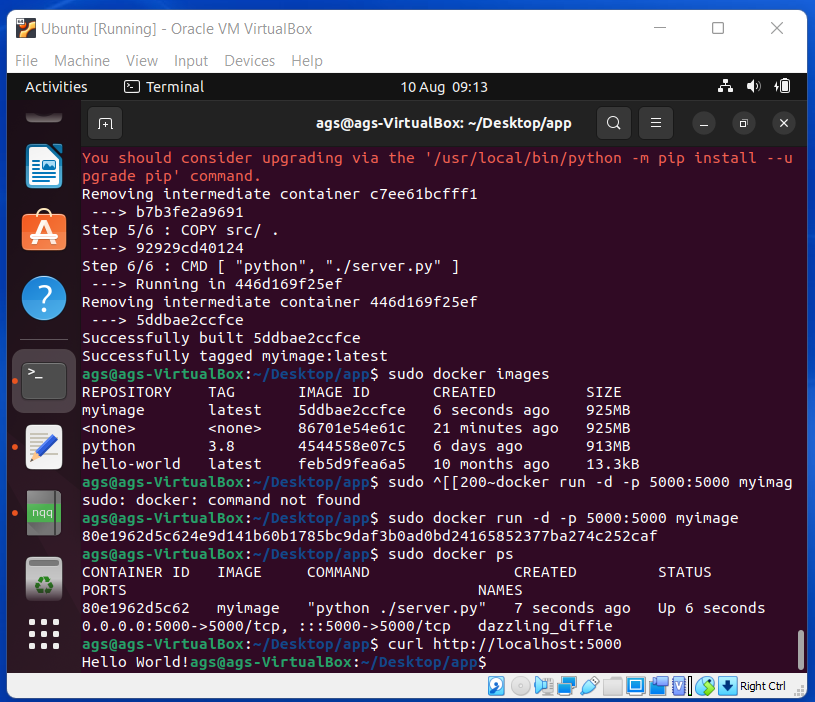 Ubuntu [Running] - Oracle VM VirtualBox
File Machine View Input Devices Help
Activities Terminal 10 Aug 09:13
ags@ags-VirtualBox: ~/Desktop/app
You should consider upgrading via the '/usr/local/bin/python -m pip install --u
pgrade pip' command.
Removing intermediate container c7ee61bcfff1
 ---> b7b3fe2a9691
Step 5/6 : COPY src/ .
 ---> 92929cd40124
Step 6/6 : CMD [ "python", "./server.py" ]
 ---> Running in 446d169f25ef
Removing intermediate container 446d169f25ef
 ---> 5ddbae2ccfce
Successfully built 5ddbae2ccfce
Successfully tagged myimage:latest
ags@ags-VirtualBox:~/Desktop/app$ sudo docker images
REPOSITORY    TAG       IMAGE ID       CREATED          SIZE
myimage       latest    5ddbae2ccfce   6 seconds ago    925MB
<none>        <none>    86701e54e61c   21 minutes ago   925MB
python        3.8       4544558e07c5   6 days ago       913MB
hello-world   latest    feb5d9fea6a5   10 months ago    13.3kB
ags@ags-VirtualBox:~/Desktop/app$ sudo ^[[200~docker run -d -p 5000:5000 myimag
sudo: docker: command not found
ags@ags-VirtualBox:~/Desktop/app$ sudo docker run -d -p 5000:5000 myimage
80e1962d5c624e9d141b60b1785bc9daf3b0ad0bd24165852377ba274c252caf
ags@ags-VirtualBox:~/Desktop/app$ sudo docker ps
CONTAINER ID   IMAGE     COMMAND                CREATED         STATUS
PORTS                                       NAMES
80e1962d5c62   myimage   "python ./server.py"   7 seconds ago   Up 6 seconds
0.0.0.0:5000->5000/tcp, :::5000->5000/tcp   dazzling_diffie
ags@ags-VirtualBox:~/Desktop/app$ curl http://localhost:5000
Hello World!ags@ags-VirtualBox:~/Desktop/app$
nqq
Right Ctrl